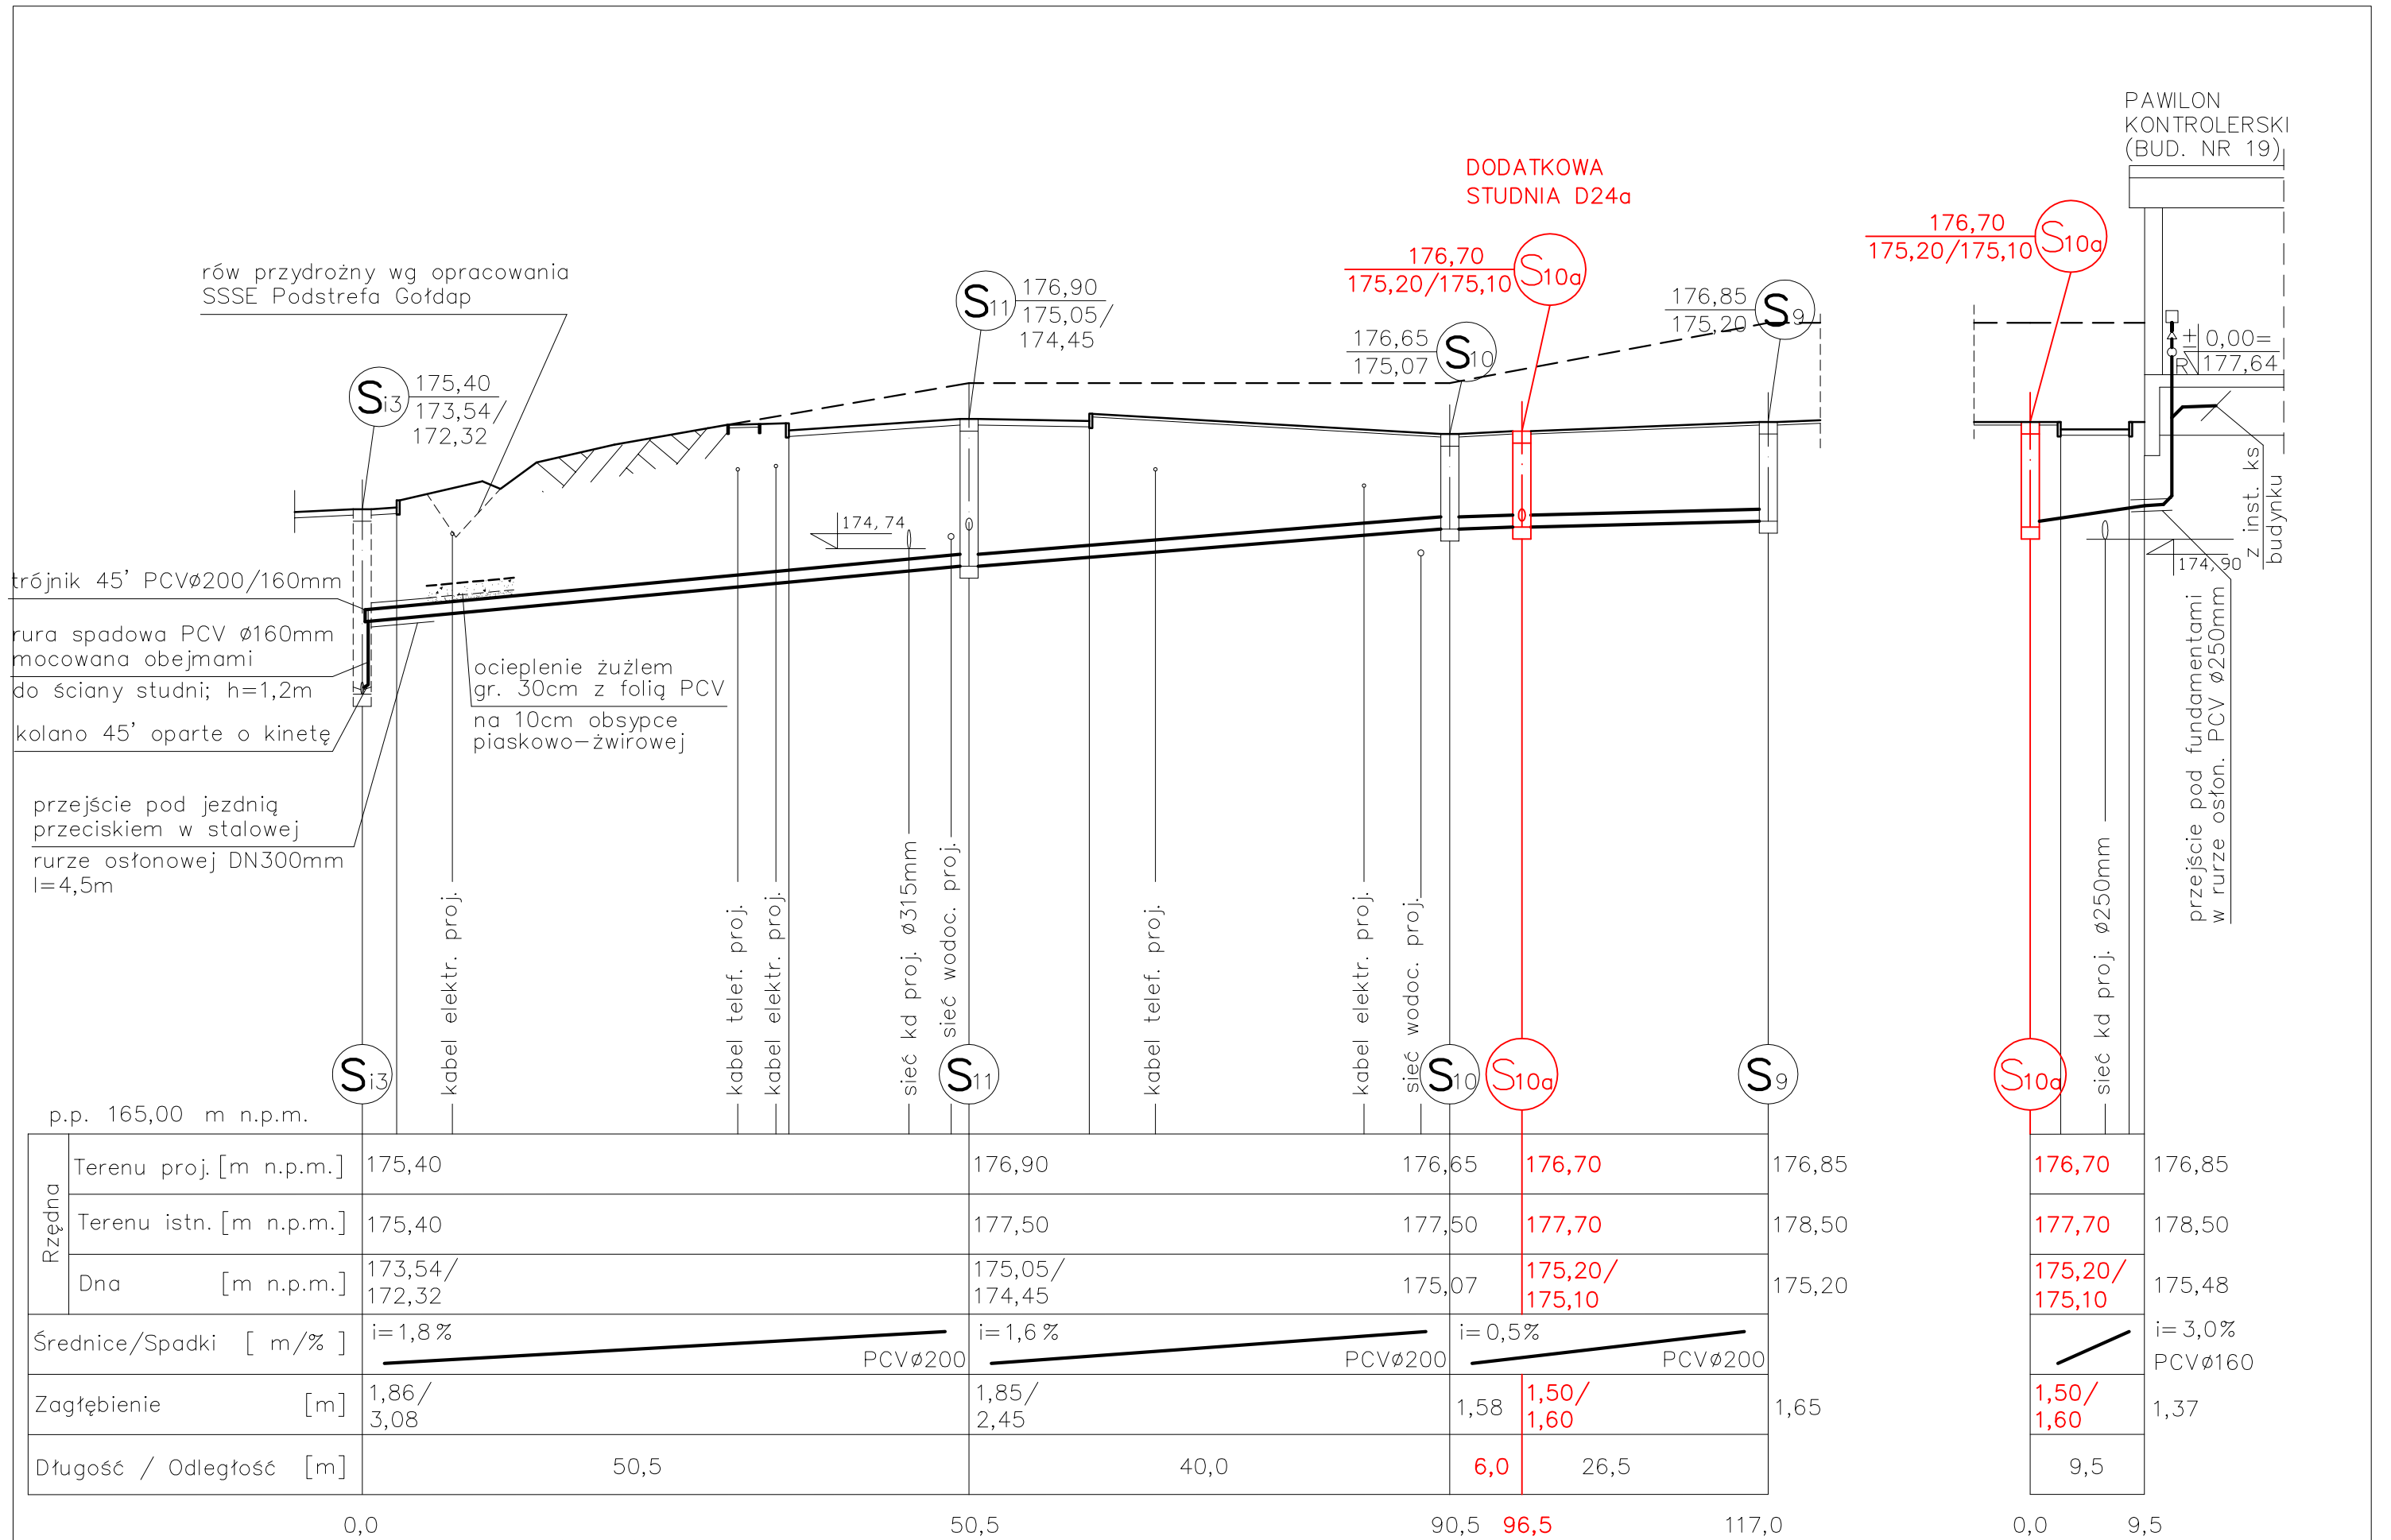 PAWILON
KONTROLERSKI
(BUD. NR 19)
DODATKOWA
STUDNIA D24a
176,70
175,20/175,10
S10a
176,70
175,20/175,10
S10a
rów przydrożny wg opracowania
SSSE Podstrefa Gołdap
S11
176,90
175,05/
174,45
176,85
175,20
S9
176,65
175,07
S10
± 0,00=
R 177,64
Si3
175,40
173,54/
172,32
174,74
174,90
z inst. ks
budynku
trójnik 45' PCVø200/160mm
rura spadowa PCV ø160mm
mocowana obejmami
do ściany studni; h=1,2m
kolano 45' oparte o kinetę
ocieplenie żużlem
gr. 30cm z folią PCV
na 10cm obsypce
piaskowo-żwirowej
przejście pod jezdnią
przeciskiem w stalowej
rurze osłonowej DN300mm
l=4,5m
przejście pod fundamentami
w rurze osłon. PCV ø250mm
kabel elektr. proj.
kabel telef. proj.
kabel elektr. proj.
sieć kd proj. ø315mm
sieć wodoc. proj.
kabel telef. proj.
kabel elektr. proj.
sieć wodoc. proj.
sieć kd proj. ø250mm
Si3 S11 S10 S10a S9 S10a
p.p. 165,00 m n.p.m.
Rzędna
Terenu proj. [m n.p.m.] 175,40 176,90 176,65 176,70 176,85 176,70 176,85
Terenu istn. [m n.p.m.] 175,40 177,50 177,50 177,70 178,50 177,70 178,50
Dna [m n.p.m.] 173,54/ 172,32 175,05/ 174,45 175,07 175,20/ 175,10 175,20 175,20/ 175,10 175,48
Średnice/Spadki [ m/% ] i=1,8% PCVø200 i=1,6% PCVø200 i=0,5% PCVø200 i=3,0% PCVø160
Zagłębienie [m] 1,86/ 3,08 1,85/ 2,45 1,58 1,50/ 1,60 1,65 1,50/ 1,60 1,37
Długość / Odległość [m] 50,5 40,0 6,0 26,5 9,5
0,0 50,5 90,5 96,5 117,0 0,0 9,5